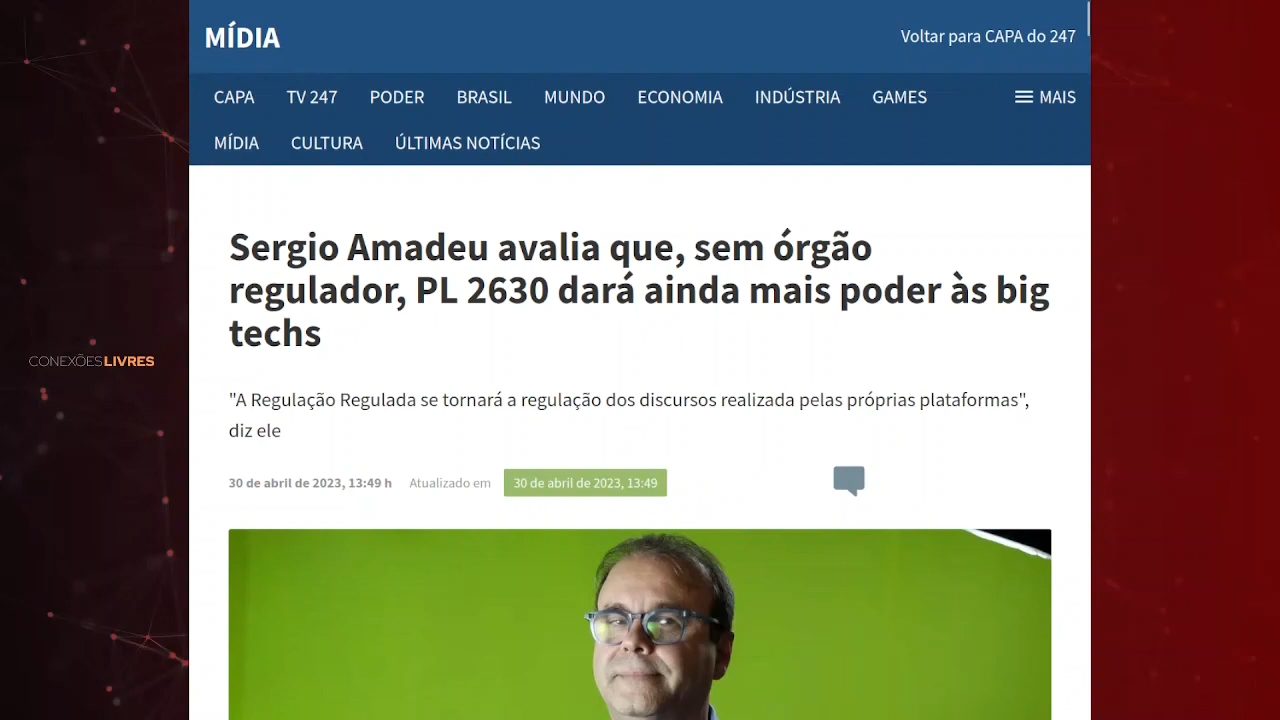 MÍDIA
Voltar para CAPA do 247
CAPA TV 247 PODER BRASIL MUNDO ECONOMIA INDÚSTRIA GAMES MAIS
MÍDIA CULTURA ÚLTIMAS NOTÍCIAS
Sergio Amadeu avalia que, sem órgão
regulador, PL 2630 dará ainda mais poder às big
techs
CONEXÕESLIVRES
"A Regulação Regulada se tornará a regulação dos discursos realizada pelas próprias plataformas",
diz ele
30 de abril de 2023, 13:49 h Atualizado em 30 de abril de 2023, 13:49